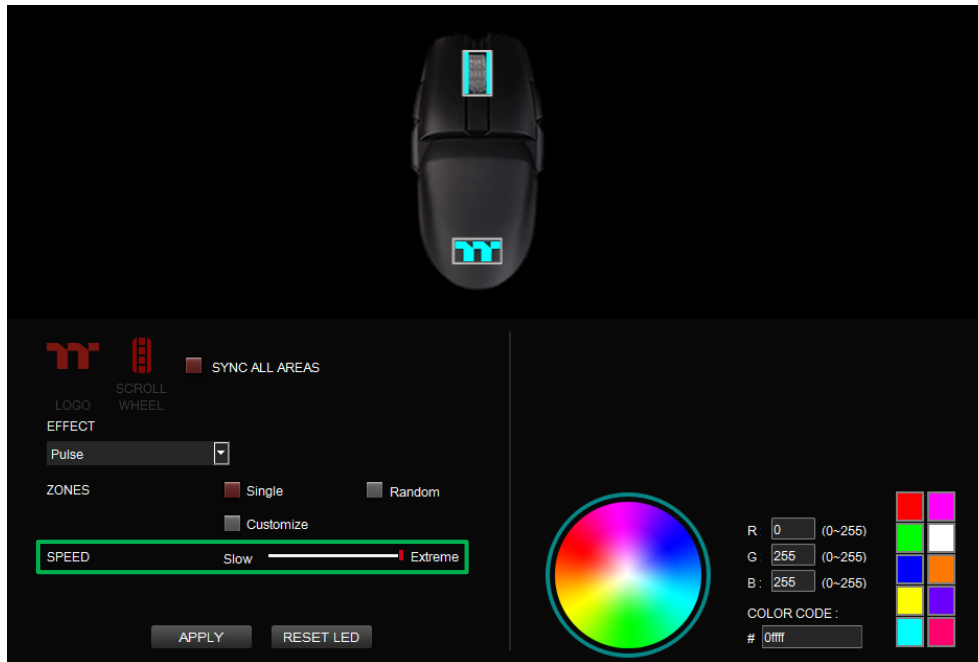 SYNC ALL AREAS
LOGO
SCROLL
WHEEL
EFFECT
Pulse
ZONES
Single
Random
Customize
SPEED
Slow
Extreme
APPLY
RESET LED
R : 0 (0~255)
G : 255 (0~255)
B : 255 (0~255)
COLOR CODE :
# 0ffff